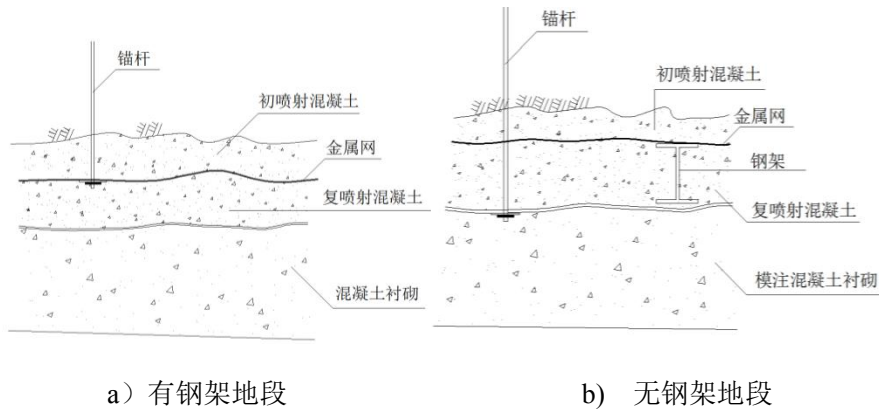 锚杆
初喷射混凝土
金属网
复喷射混凝土
混凝土衬砌
a）有钢架地段
锚杆
初喷射混凝土
金属网
钢架
复喷射混凝土
模注混凝土衬砌
b) 无钢架地段